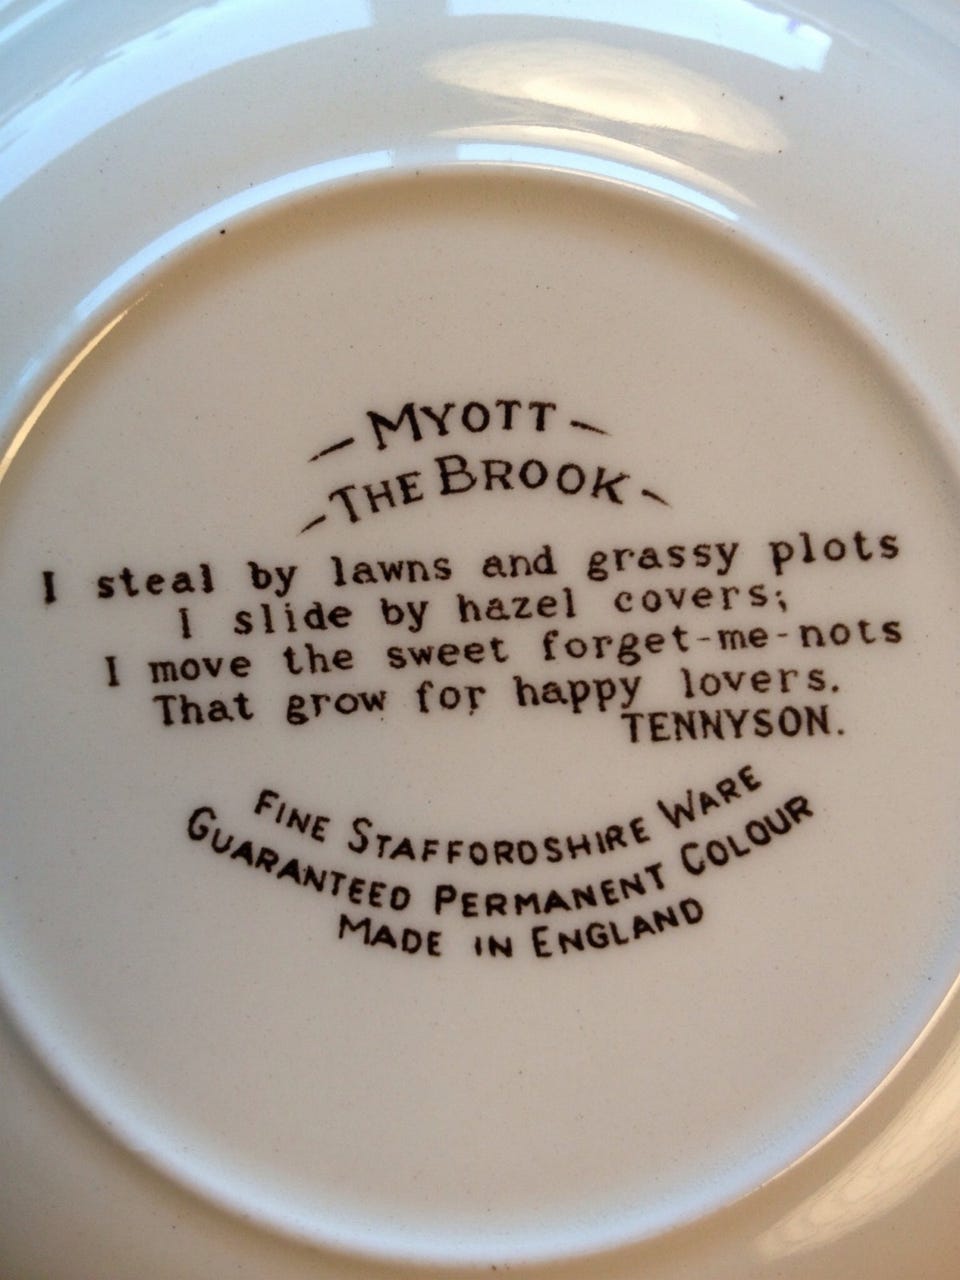 - MYOTT -
- THE BROOK -
I steal by lawns and grassy plots
I slide by hazel covers;
I move the sweet forget-me-nots
That grow for happy lovers.
TENNYSON.
FINE STAFFORDSHIRE WARE
GUARANTEED PERMANENT COLOUR
MADE IN ENGLAND